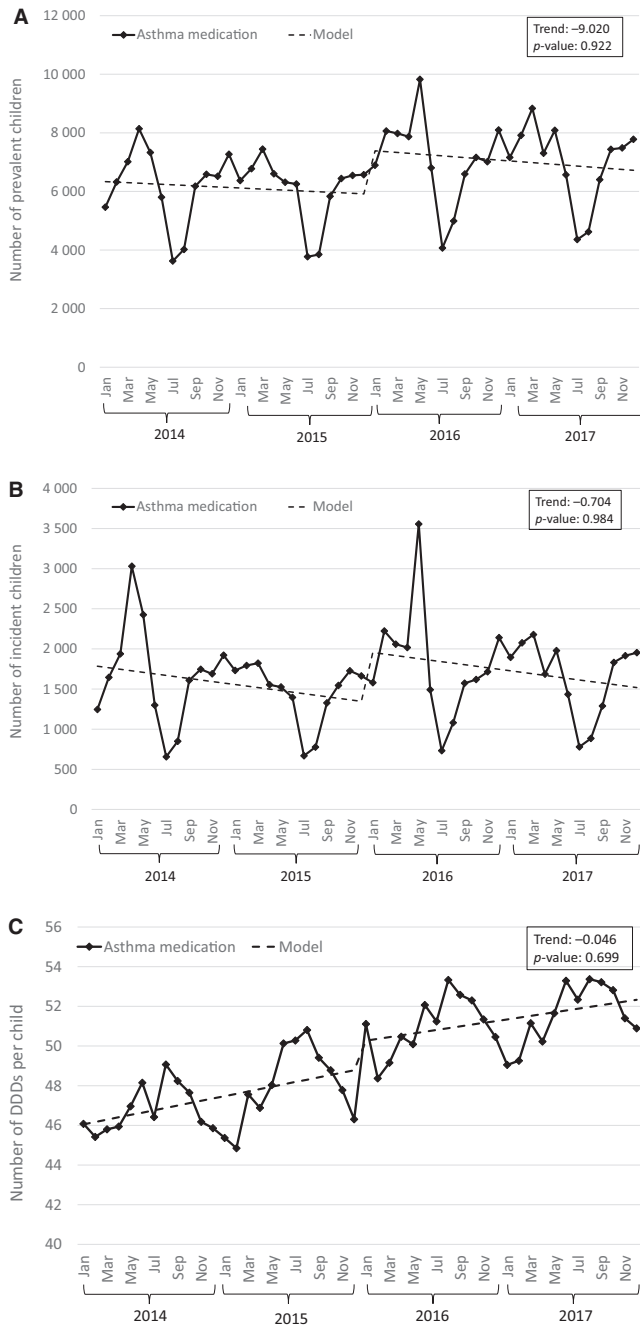 A
12 000
Asthma medication
Model
Trend: –9.020
p-value: 0.922
10 000
8 000
6 000
4 000
2 000
0
Number of prevalent children
Jan Mar May Jul Sep Nov Jan Mar May Jul Sep Nov Jan Mar May Jul Sep Nov Jan Mar May Jul Sep Nov
2014 2015 2016 2017
B
4 000
Asthma medication
Model
Trend: –0.704
p-value: 0.984
3 500
3 000
2 500
2 000
1 500
1 000
500
0
Number of incident children
Jan Mar May Jul Sep Nov Jan Mar May Jul Sep Nov Jan Mar May Jul Sep Nov Jan Mar May Jul Sep Nov
2014 2015 2016 2017
C
56
Asthma medication
Model
Trend: –0.046
p-value: 0.699
54
52
50
48
46
44
42
40
Number of DDDs per child
Jan Mar May Jul Sep Nov Jan Mar May Jul Sep Nov Jan Mar May Jul Sep Nov Jan Mar May Jul Sep Nov
2014 2015 2016 2017